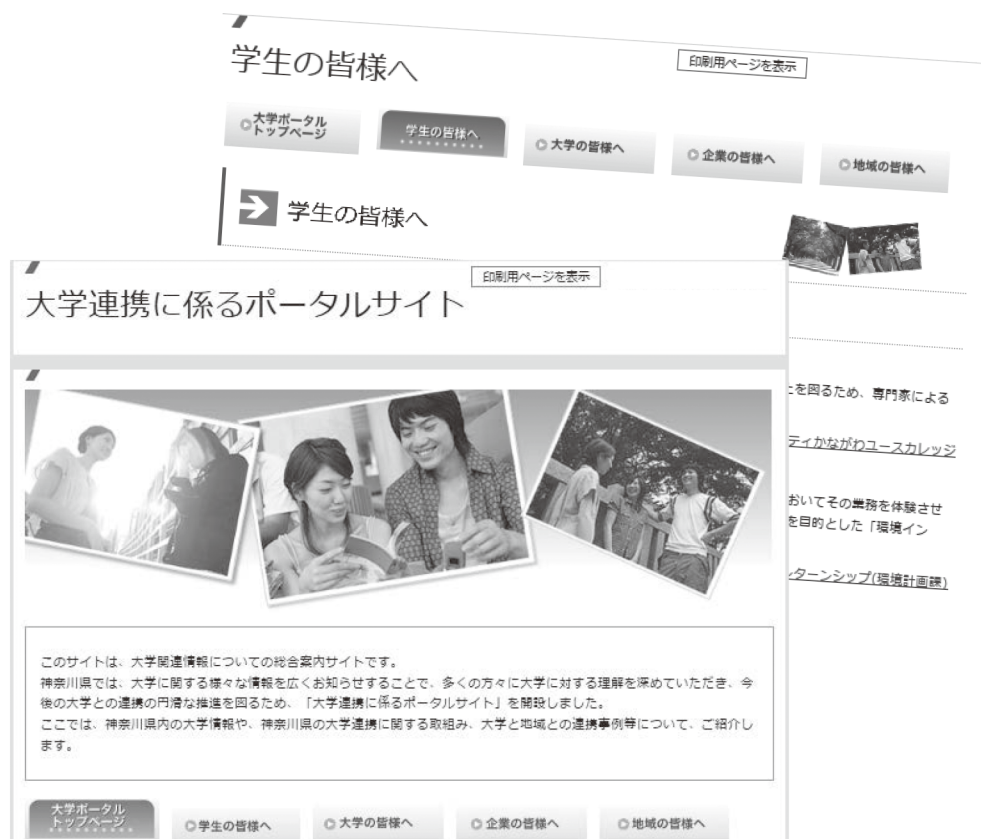 学生の皆様へ
印刷用ページを表示
大学ポータル
トップページ
学生の皆様へ
大学の皆様へ
企業の皆様へ
地域の皆様へ
学生の皆様へ
印刷用ページを表示
大学連携に係るポータルサイト
上を図るため、専門家による
ティかながわユースカレッジ
おいてその業務を体験させ
を目的とした「環境イン
ターンシップ(環境計画課)
このサイトは、大学関連情報についての総合案内サイトです。
神奈川県では、大学に関する様々な情報を広くお知らせすることで、多くの方々に大学に対する理解を深めていただき、今
後の大学との連携の円滑な推進を図るため、「大学連携に係るポータルサイト」を開設しました。
ここでは、神奈川県内の大学情報や、神奈川県の大学連携に関する取組み、大学と地域との連携事例等について、ご紹介し
ます。
大学ポータル
トップページ
学生の皆様へ
大学の皆様へ
企業の皆様へ
地域の皆様へ